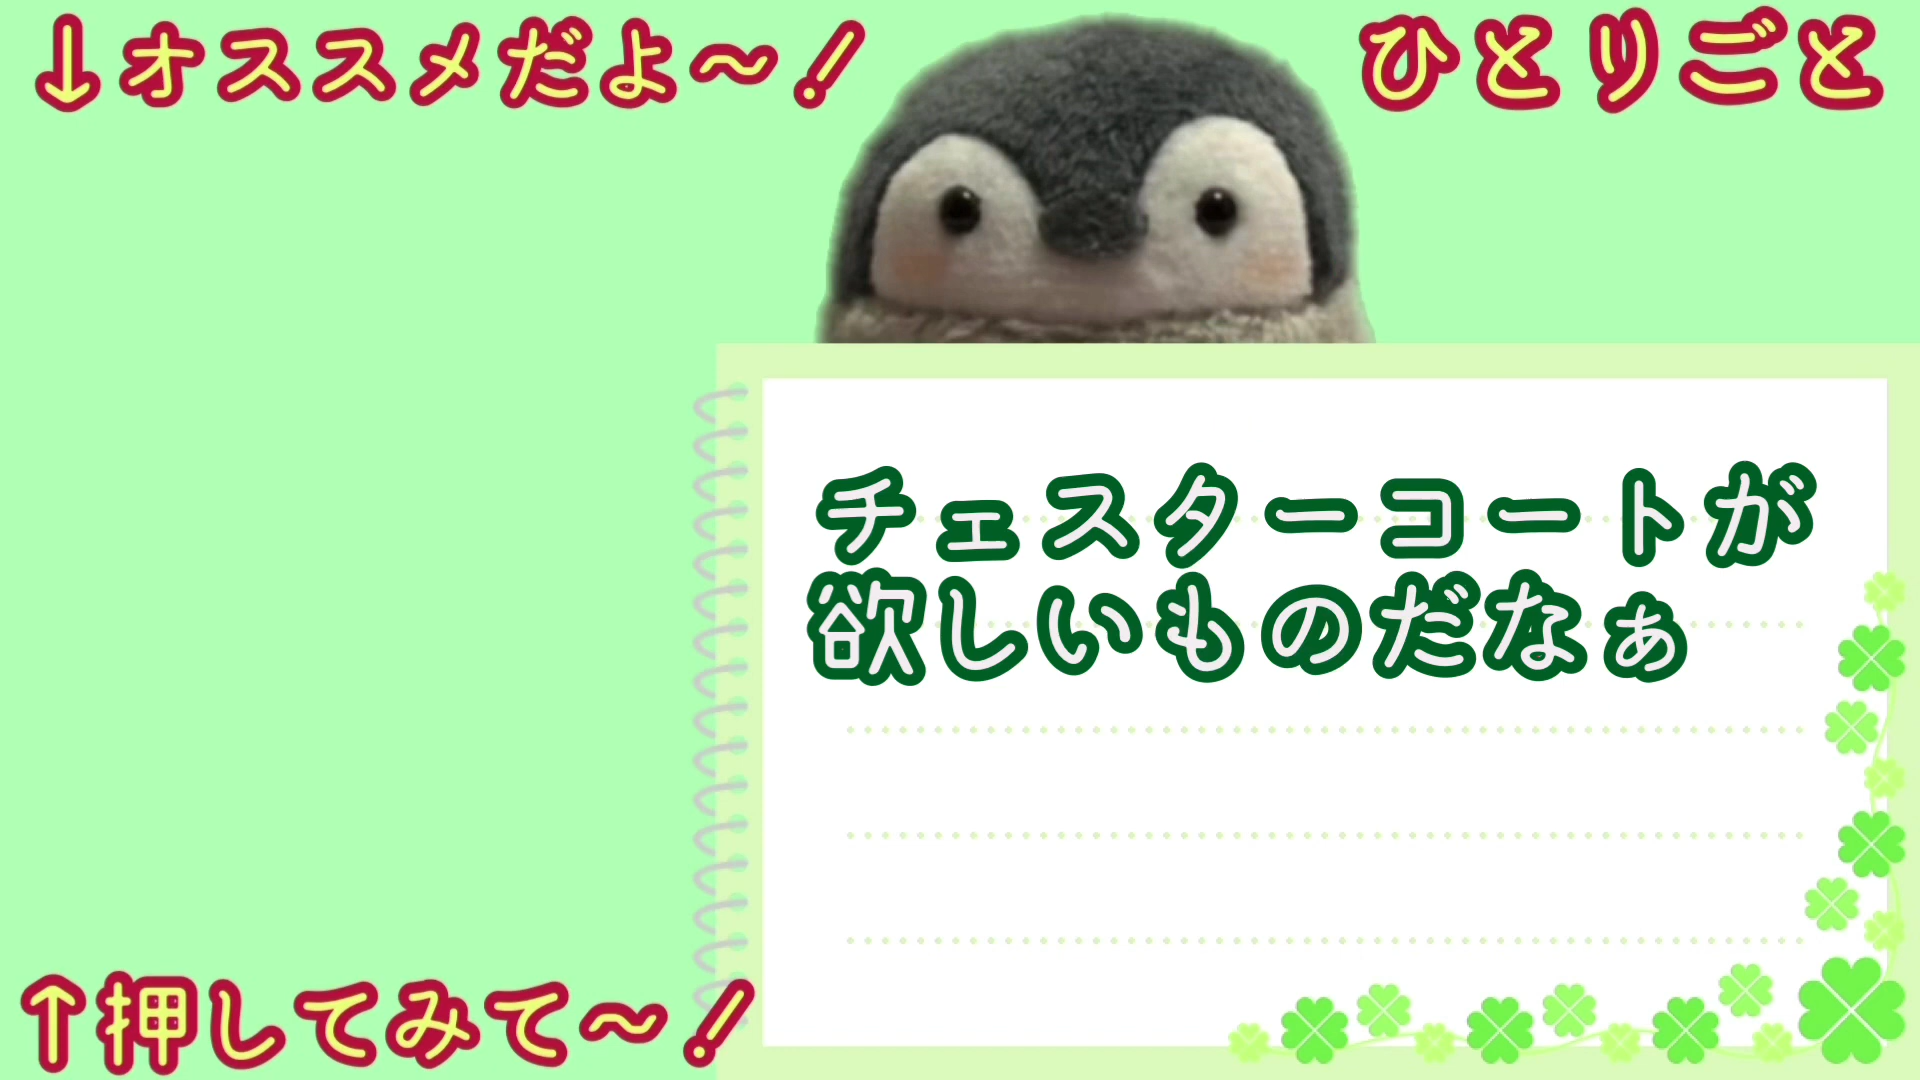 ↓オススメだよ～！
ひとりごと
チェスターコートが
欲しいものだなぁ
↑押してみて～！